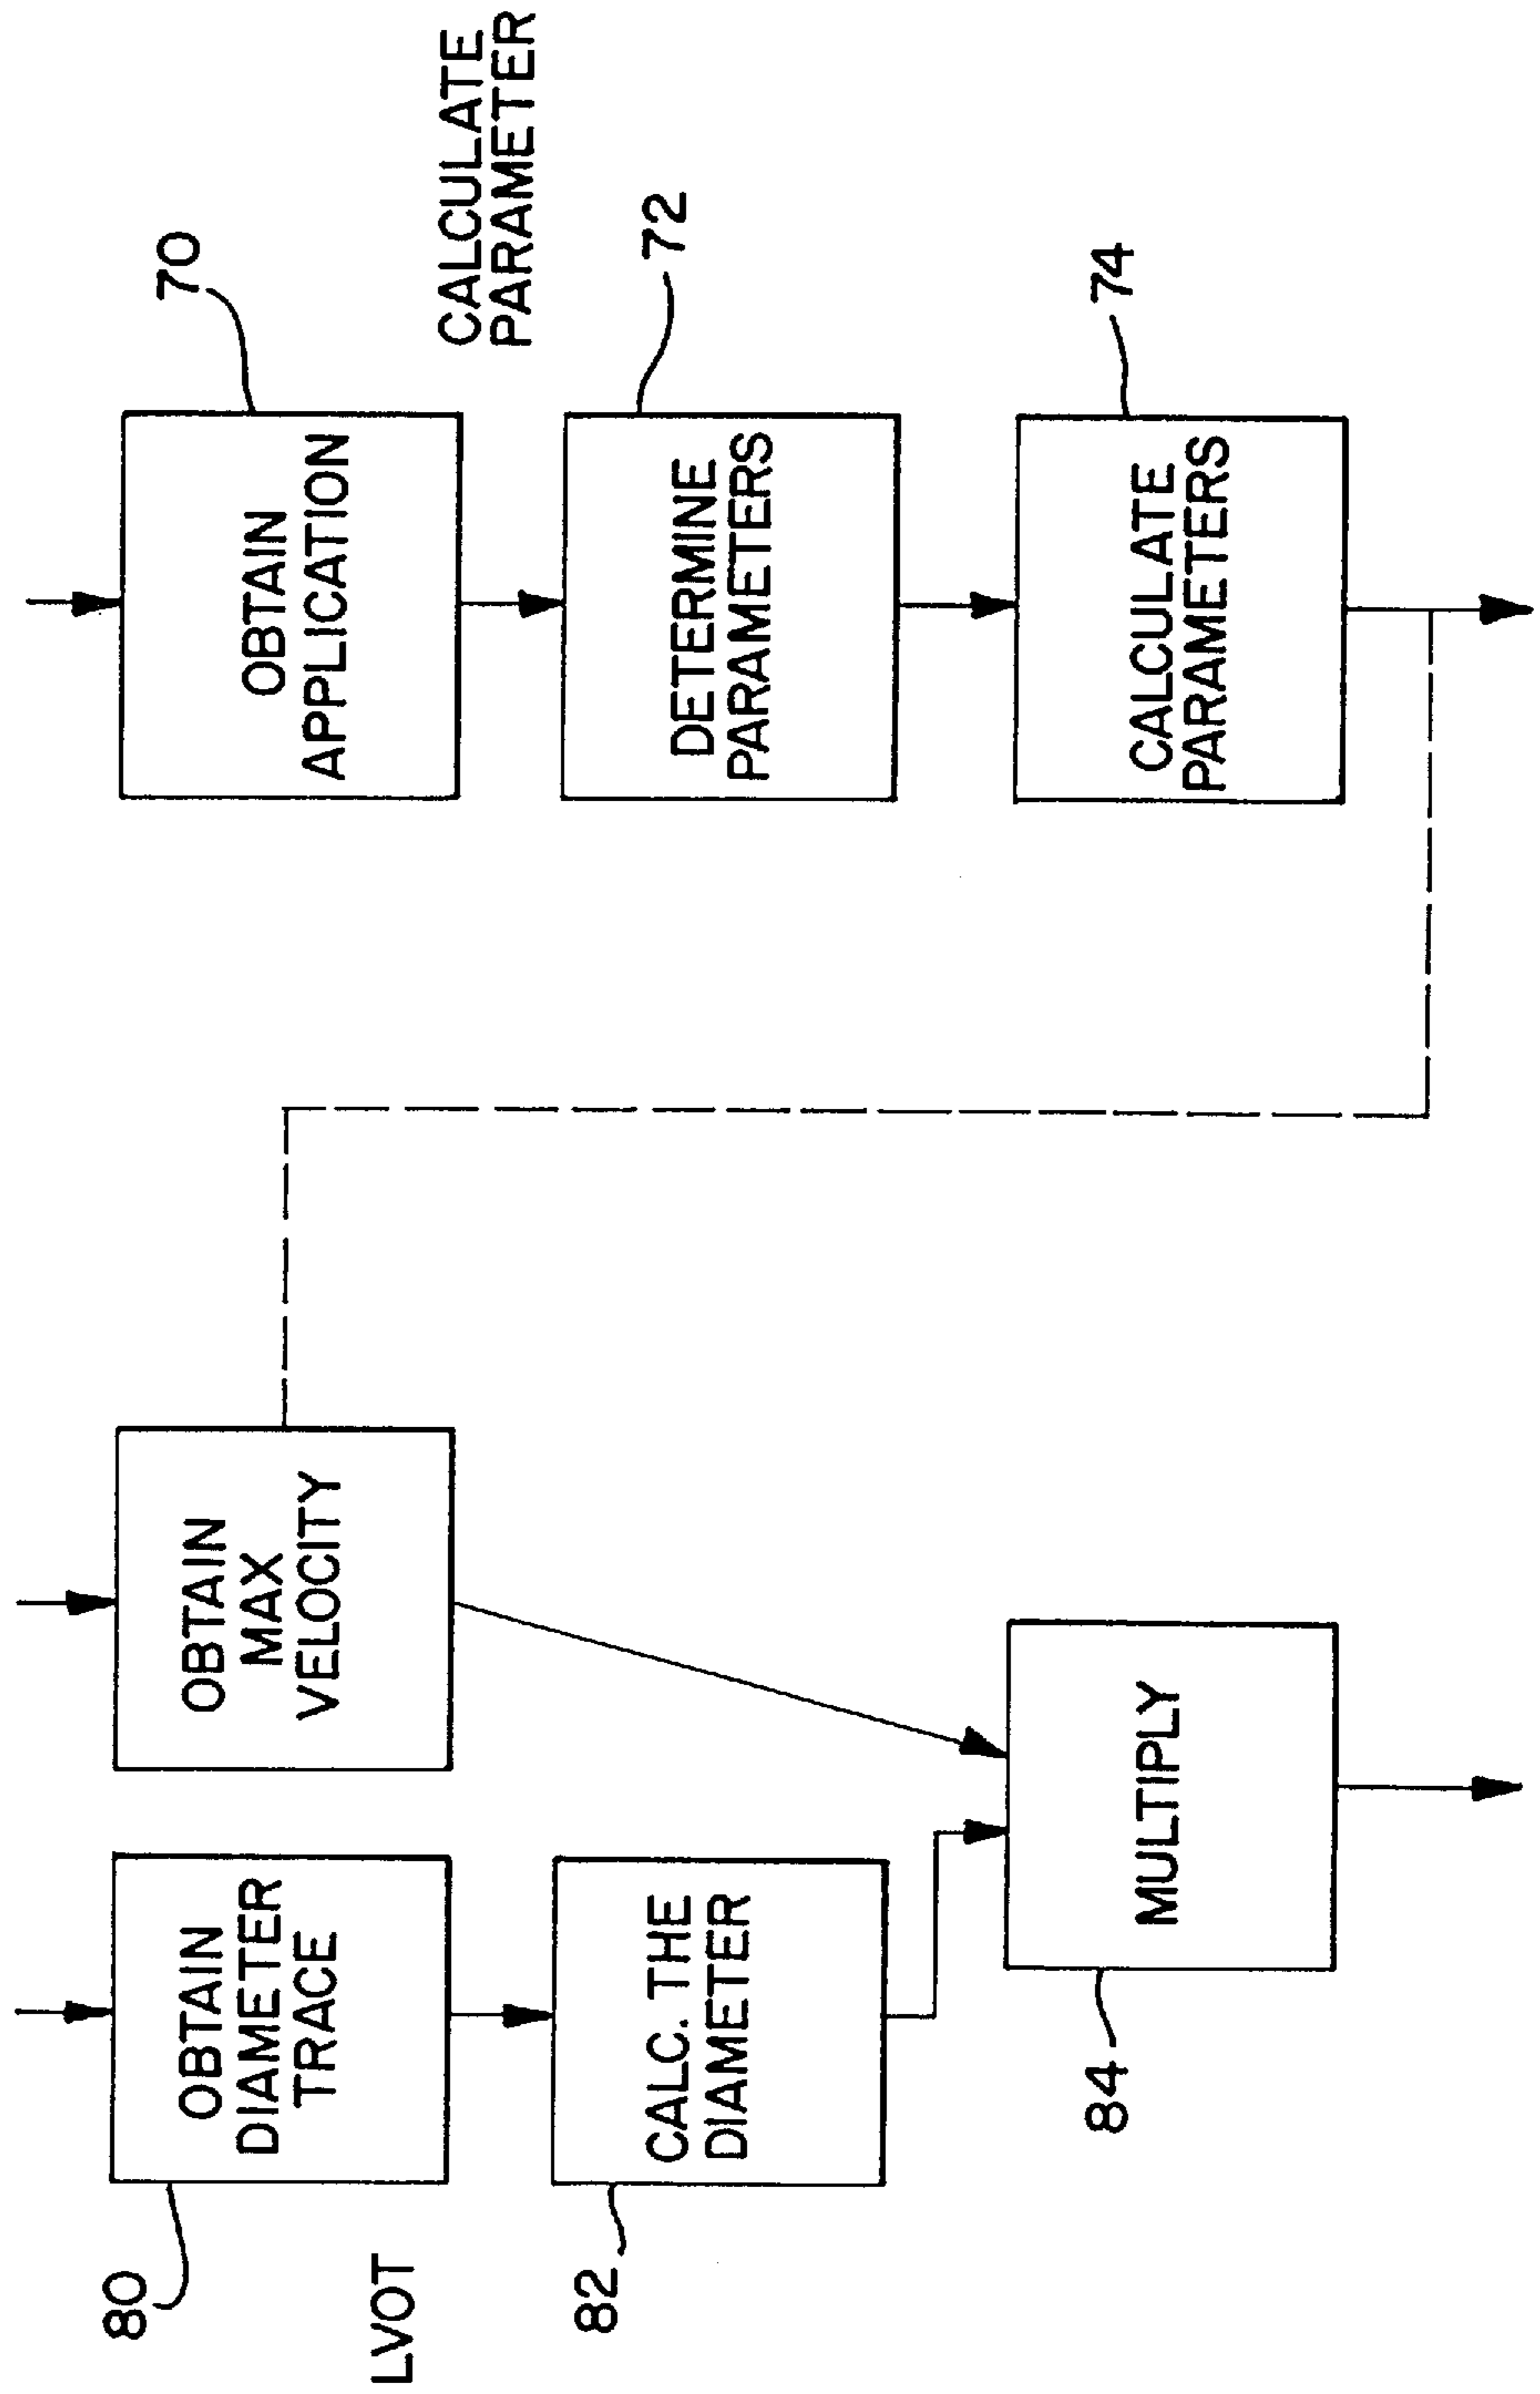 80
OBTAIN
DIAMETER
TRACE
OBTAIN
MAX
VELOCITY
OBTAIN
APPLICATION
70
LVOT
CALCULATE
PARAMETER
82
CALC. THE
DIAMETER
DETERMINE
PARAMETERS
72
84
MULTIPLY
CALCULATE
PARAMETERS
74